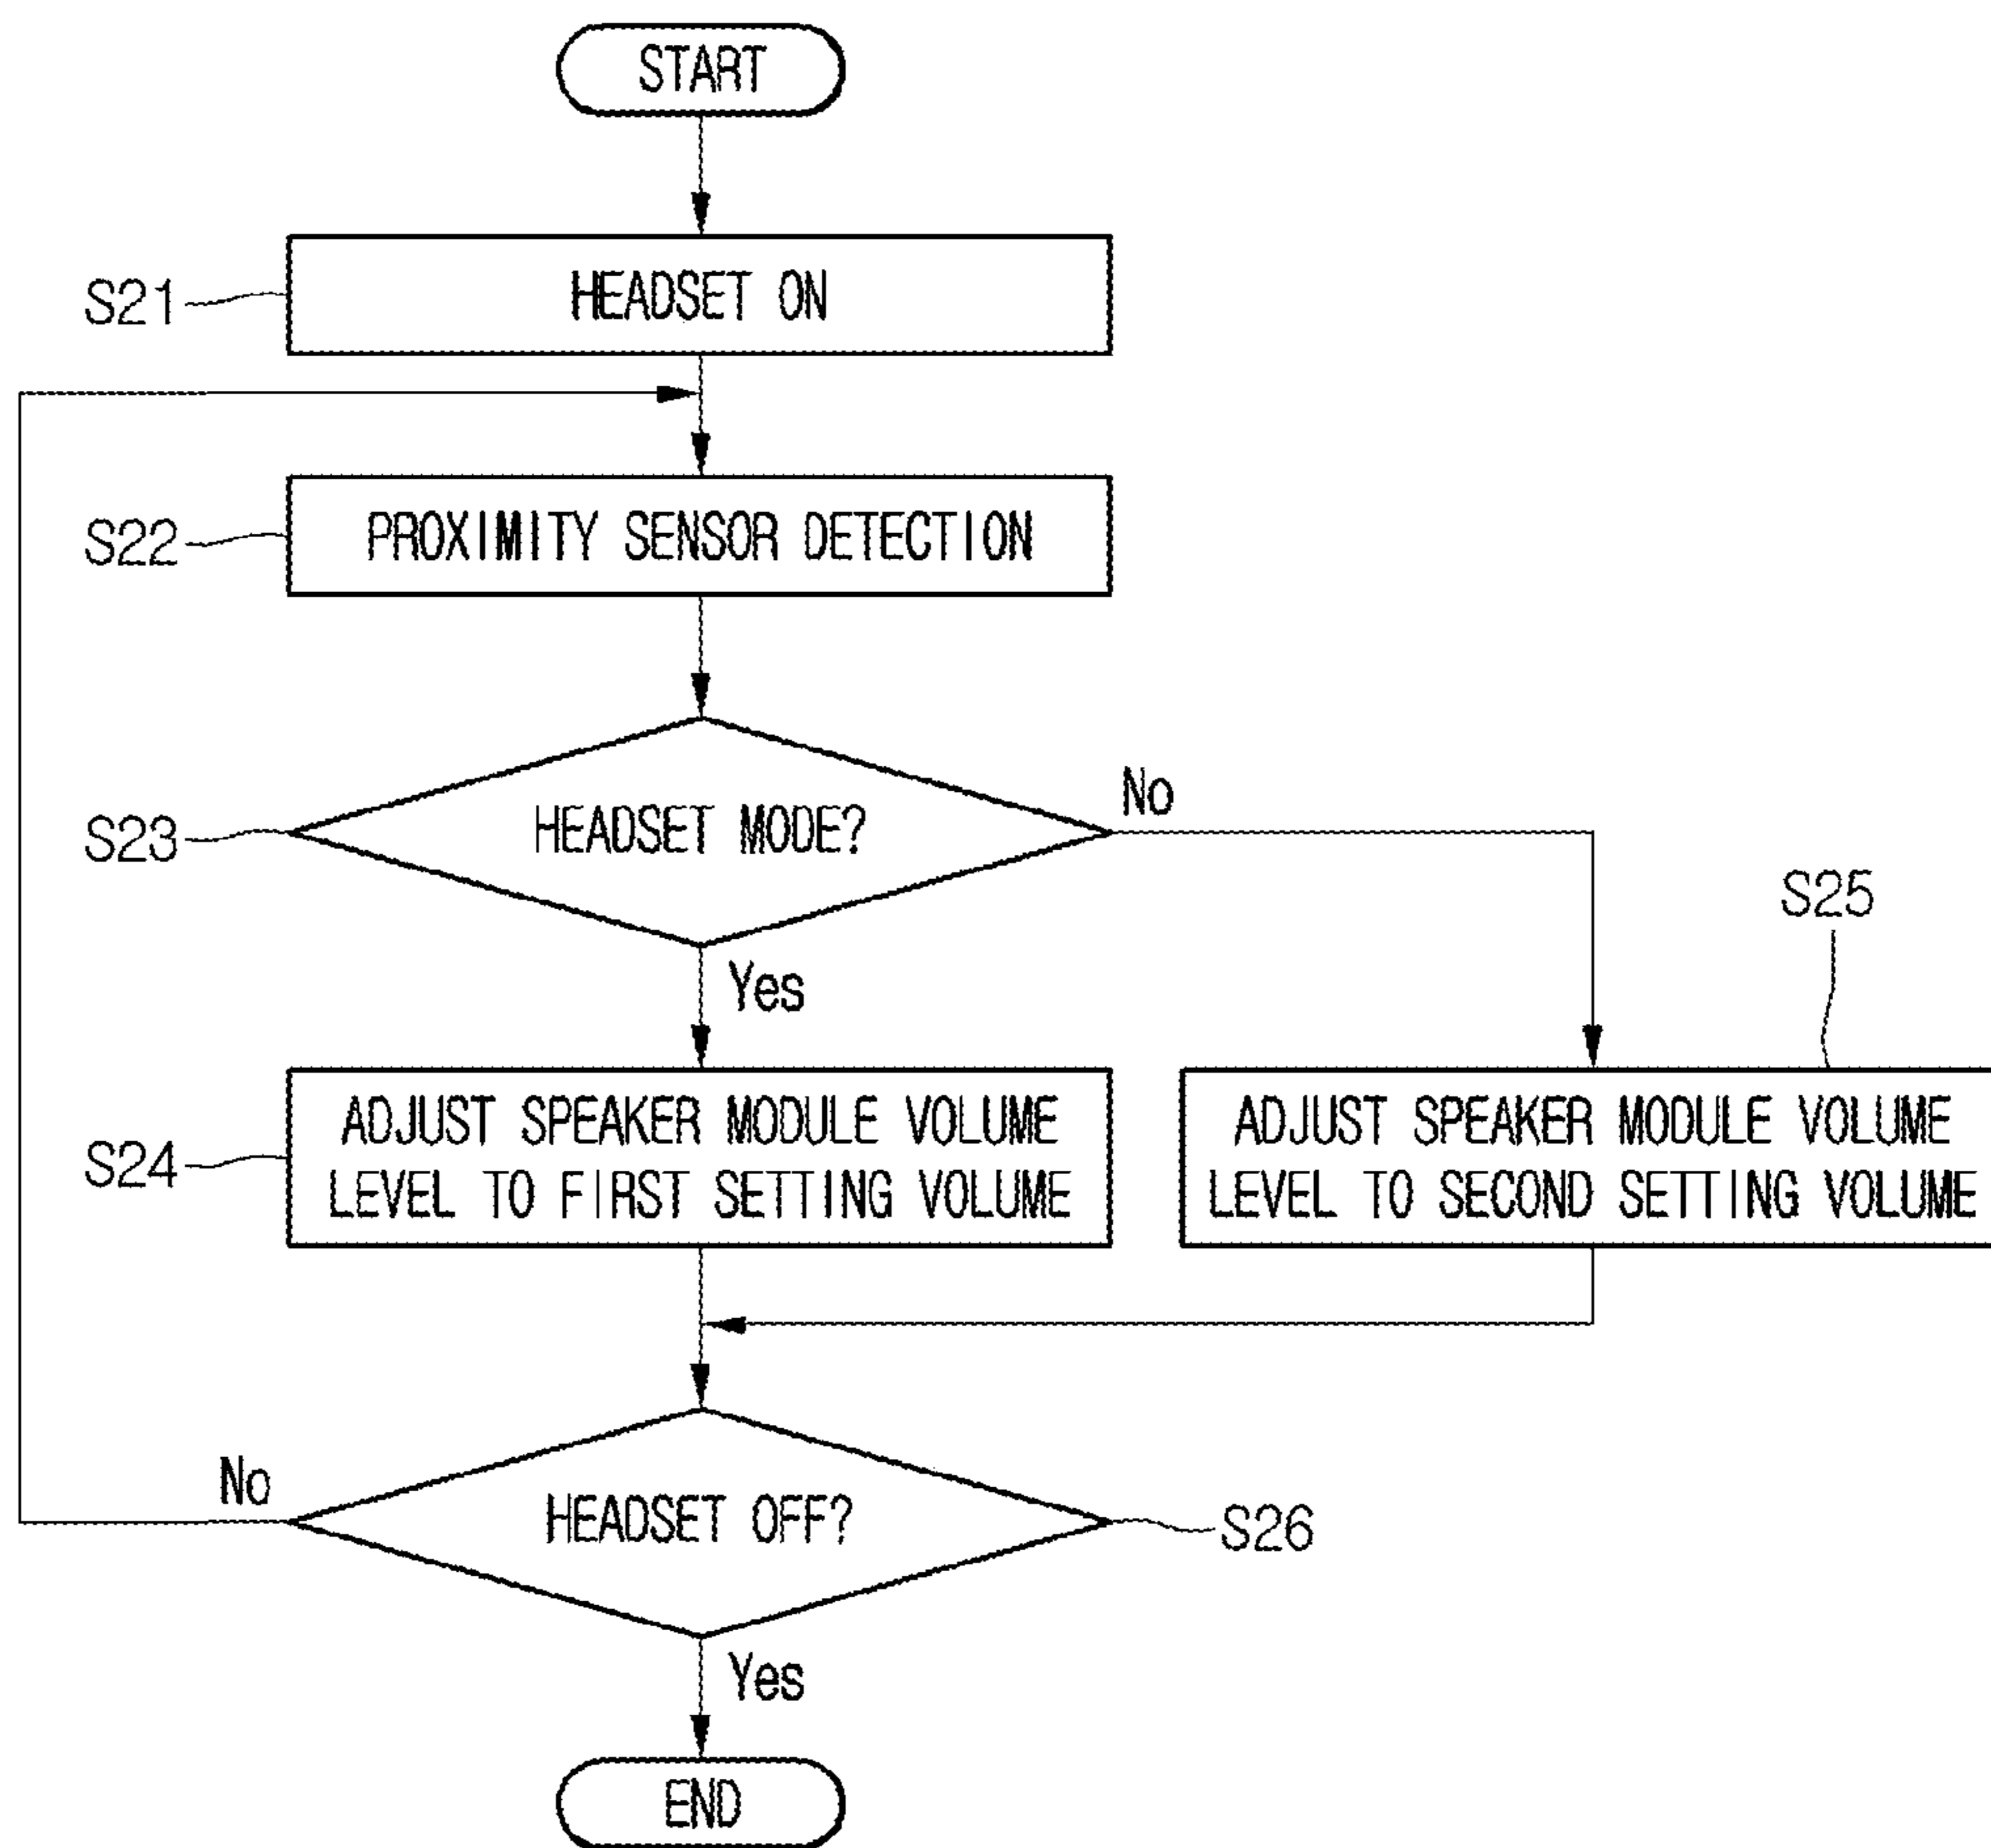 START
S21
HEADSET ON
S22
PROXIMITY SENSOR DETECTION
S23
HEADSET MODE?
No
Yes
S24
ADJUST SPEAKER MODULE VOLUME
LEVEL TO FIRST SETTING VOLUME
S25
ADJUST SPEAKER MODULE VOLUME
LEVEL TO SECOND SETTING VOLUME
No
HEADSET OFF?
S26
Yes
END